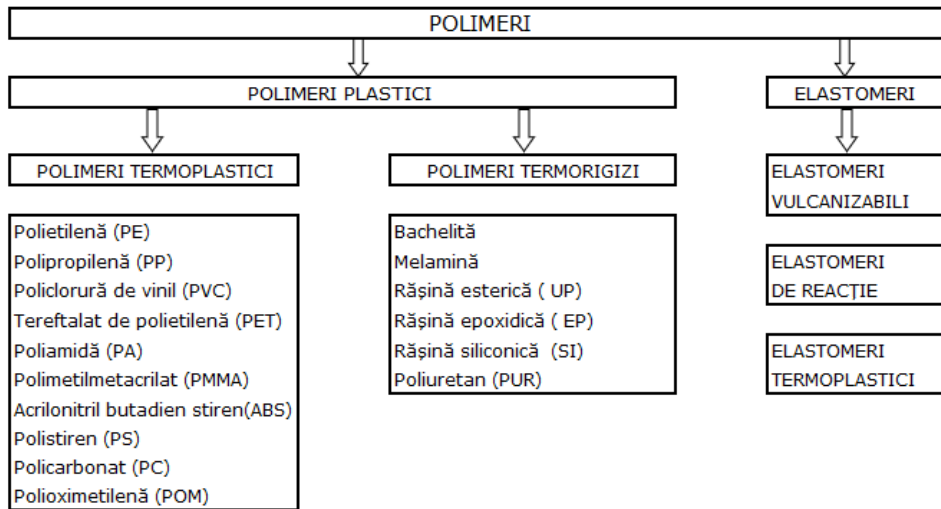 POLIMERI
POLIMERI PLASTICI
ELASTOMERI
POLIMERI TERMOPLASTICI
POLIMERI TERMORIGIZI
ELASTOMERI
VULCANIZABILI
Polietilenă (PE)
Polipropilenă (PP)
Policlorură de vinil (PVC)
Tereftalat de polietilenă (PET)
Poliamidă (PA)
Polimetilmetacrilat (PMMA)
Acrilonitril butadien stiren(ABS)
Polistiren (PS)
Policarbonat (PC)
Polioximetilenă (POM)
Bachelită
Melamină
Rășină esterică ( UP)
Rășină epoxidică ( EP)
Rășină siliconică  (SI)
Poliuretan (PUR)
ELASTOMERI
DE REACȚIE
ELASTOMERI
TERMOPLASTICI